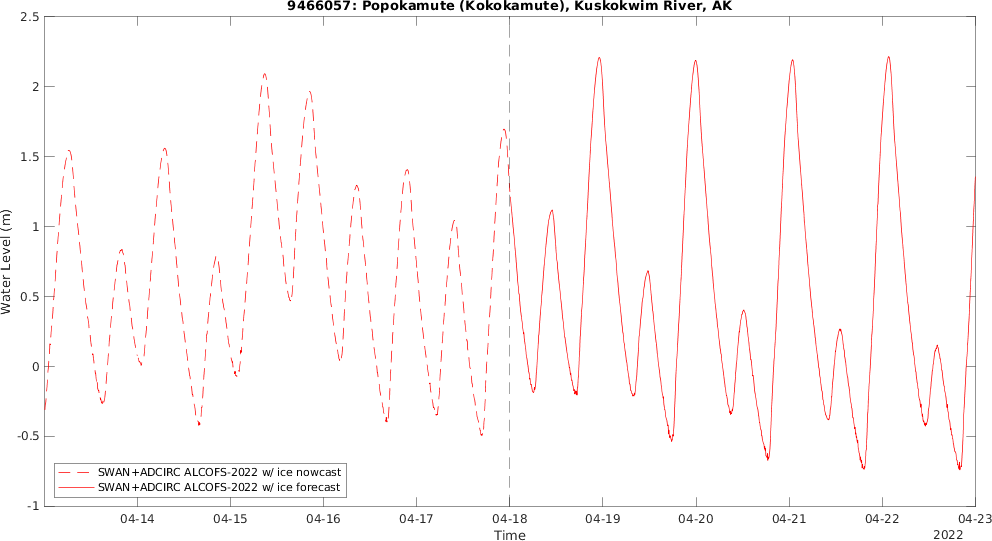 9466057: Popokamute (Kokokamute), Kuskokwim River, AK
2.5
2
1.5
1
0.5
0
-0.5
-1
Water Level (m)
SWAN+ADCIRC ALCOFS-2022 w/ ice nowcast
SWAN+ADCIRC ALCOFS-2022 w/ ice forecast
04-14 04-15 04-16 04-17 04-18 04-19 04-20 04-21 04-22 04-23
Time
2022